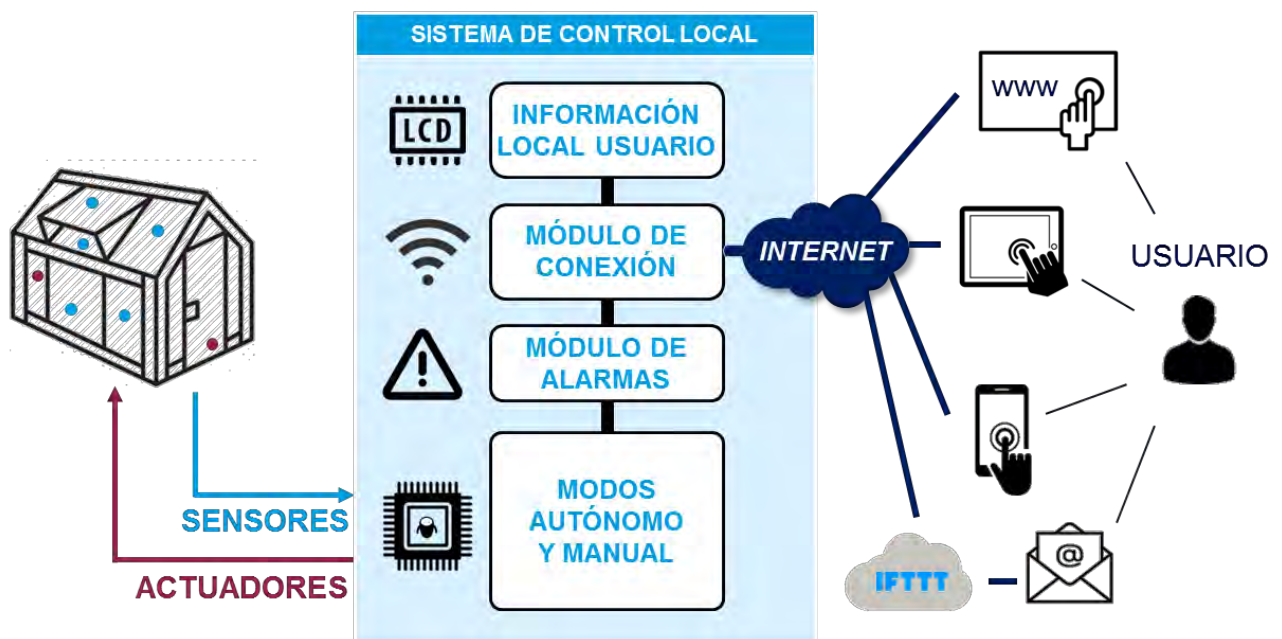 SISTEMA DE CONTROL LOCAL
LCD
INFORMACIÓN
LOCAL USUARIO
MÓDULO DE
CONEXIÓN
MÓDULO DE
ALARMAS
MODOS
AUTÓNOMO
Y MANUAL
SENSORES
ACTUADORES
INTERNET
WWW
USUARIO
IFTTT
@